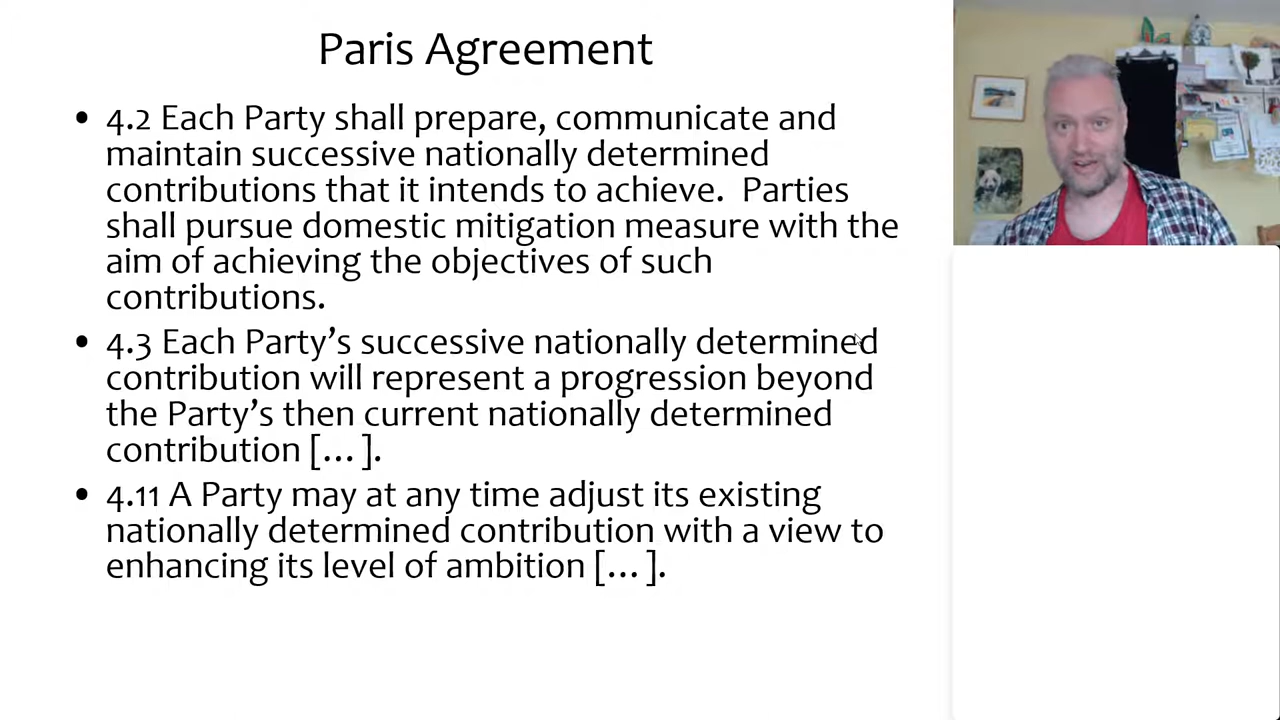 Paris Agreement
• 4.2 Each Party shall prepare, communicate and
maintain successive nationally determined
contributions that it intends to achieve.  Parties
shall pursue domestic mitigation measure with the
aim of achieving the objectives of such
contributions.
• 4.3 Each Party’s successive nationally determined
contribution will represent a progression beyond
the Party’s then current nationally determined
contribution [… ].
• 4.11 A Party may at any time adjust its existing
nationally determined contribution with a view to
enhancing its level of ambition [… ].